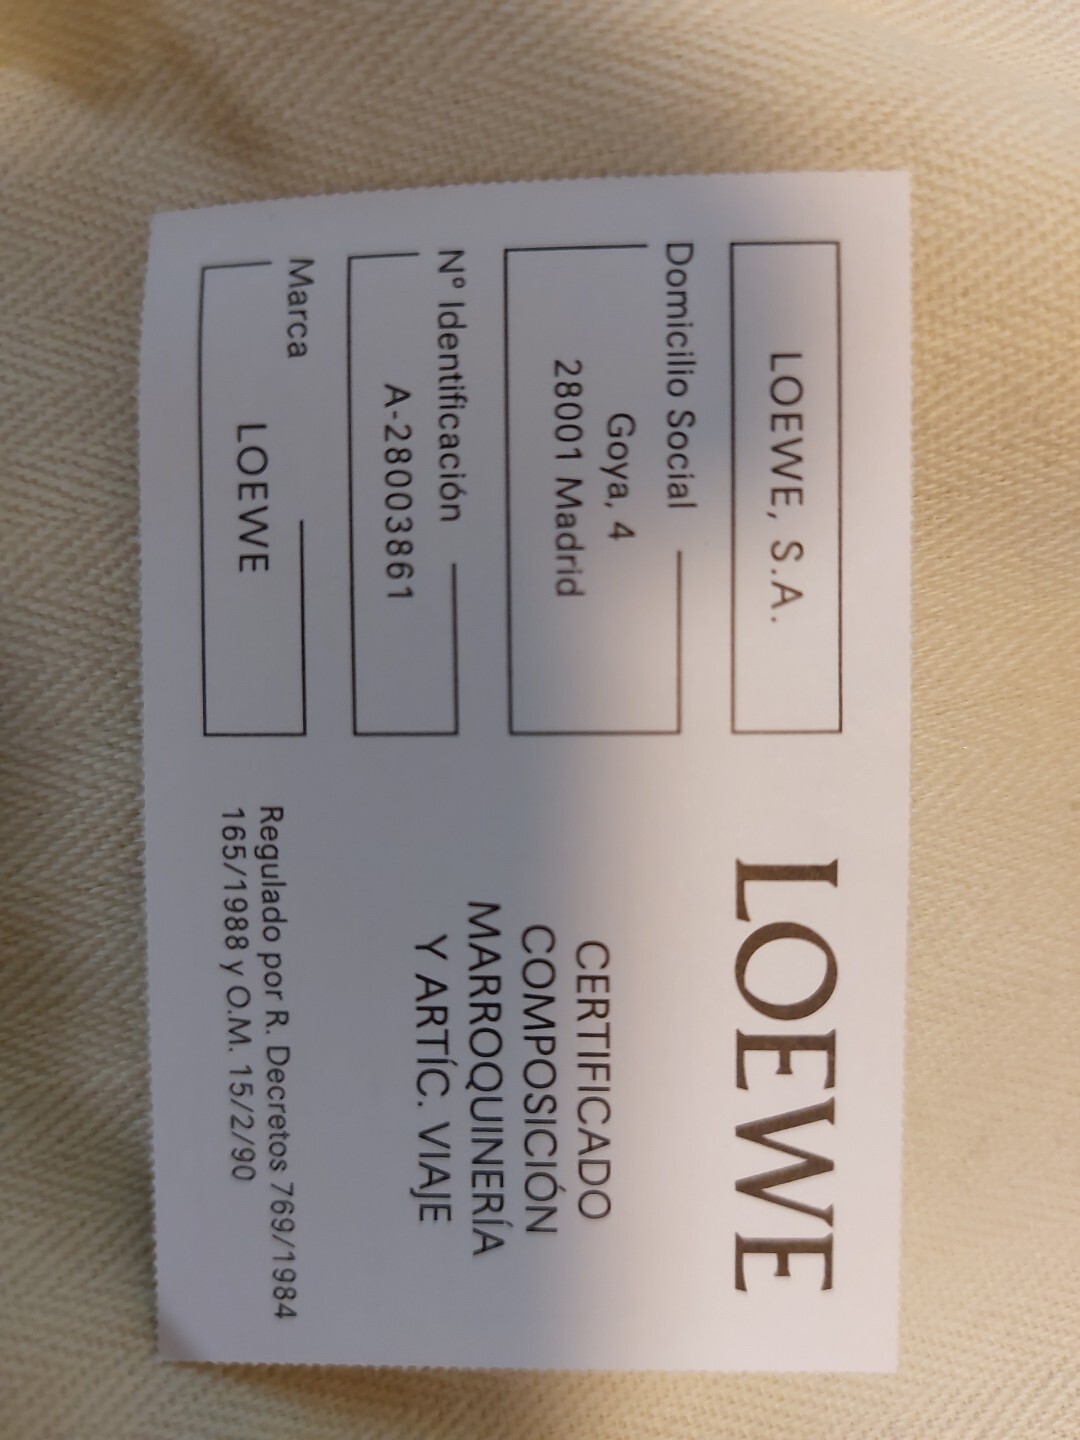 LOEWE, S.A.
Domicilio Social
Goya, 4
28001 Madrid
Nº Identificación
A-28003861
Marca
LOEWE
LOEWE
CERTIFICADO
COMPOSICIÓN
MARROQUINERÍA
Y ARTÍC. VIAJE
Regulado por R. Decretos 769/1984
165/1988 y O.M. 15/2/90